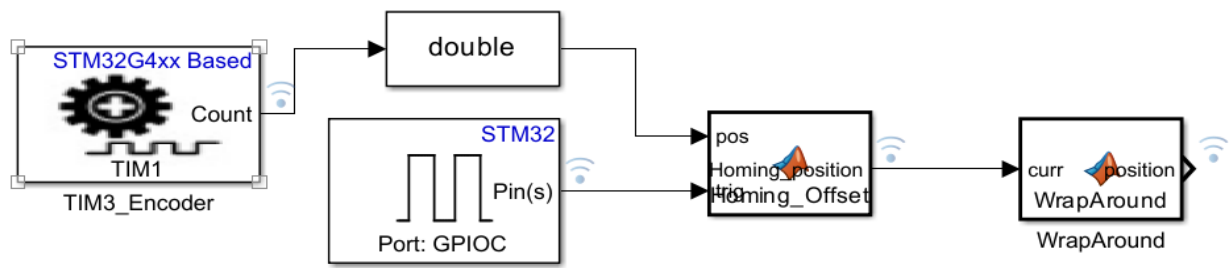 STM32G4xx Based
Count
TIM1
TIM3_Encoder
double
STM32
Pin(s)
Port: GPIOC
pos
Homing_position
trig
Homing_Offset
curr
position
WrapAround
WrapAround